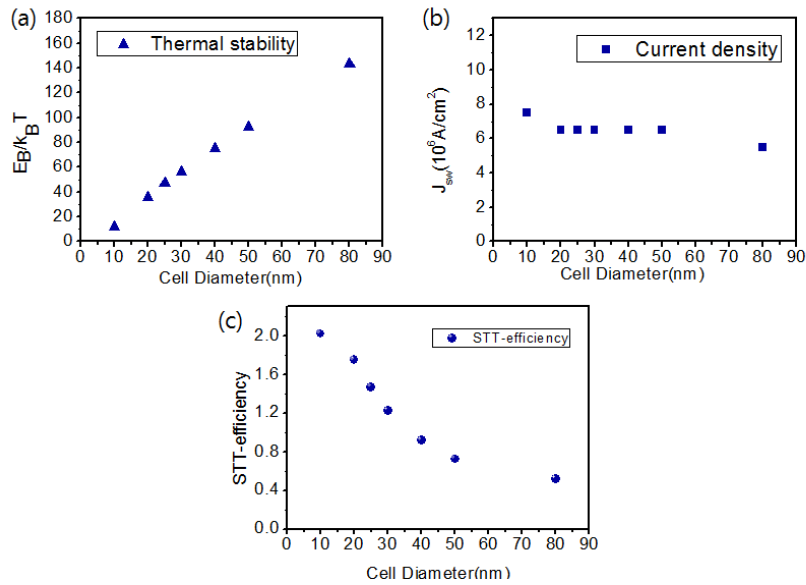 (a)
Thermal stability
E_B/k_BT
180
160
140
120
100
80
60
40
20
0
0 10 20 30 40 50 60 70 80 90
Cell Diameter(nm)
(b)
Current density
J_sw(10^6A/cm^2)
12
10
8
6
4
2
0
0 10 20 30 40 50 60 70 80 90
Cell Diameter(nm)
(c)
STT-efficiency
STT-efficiency
2.0
1.6
1.2
0.8
0.4
0.0
0 10 20 30 40 50 60 70 80 90
Cell Diameter(nm)